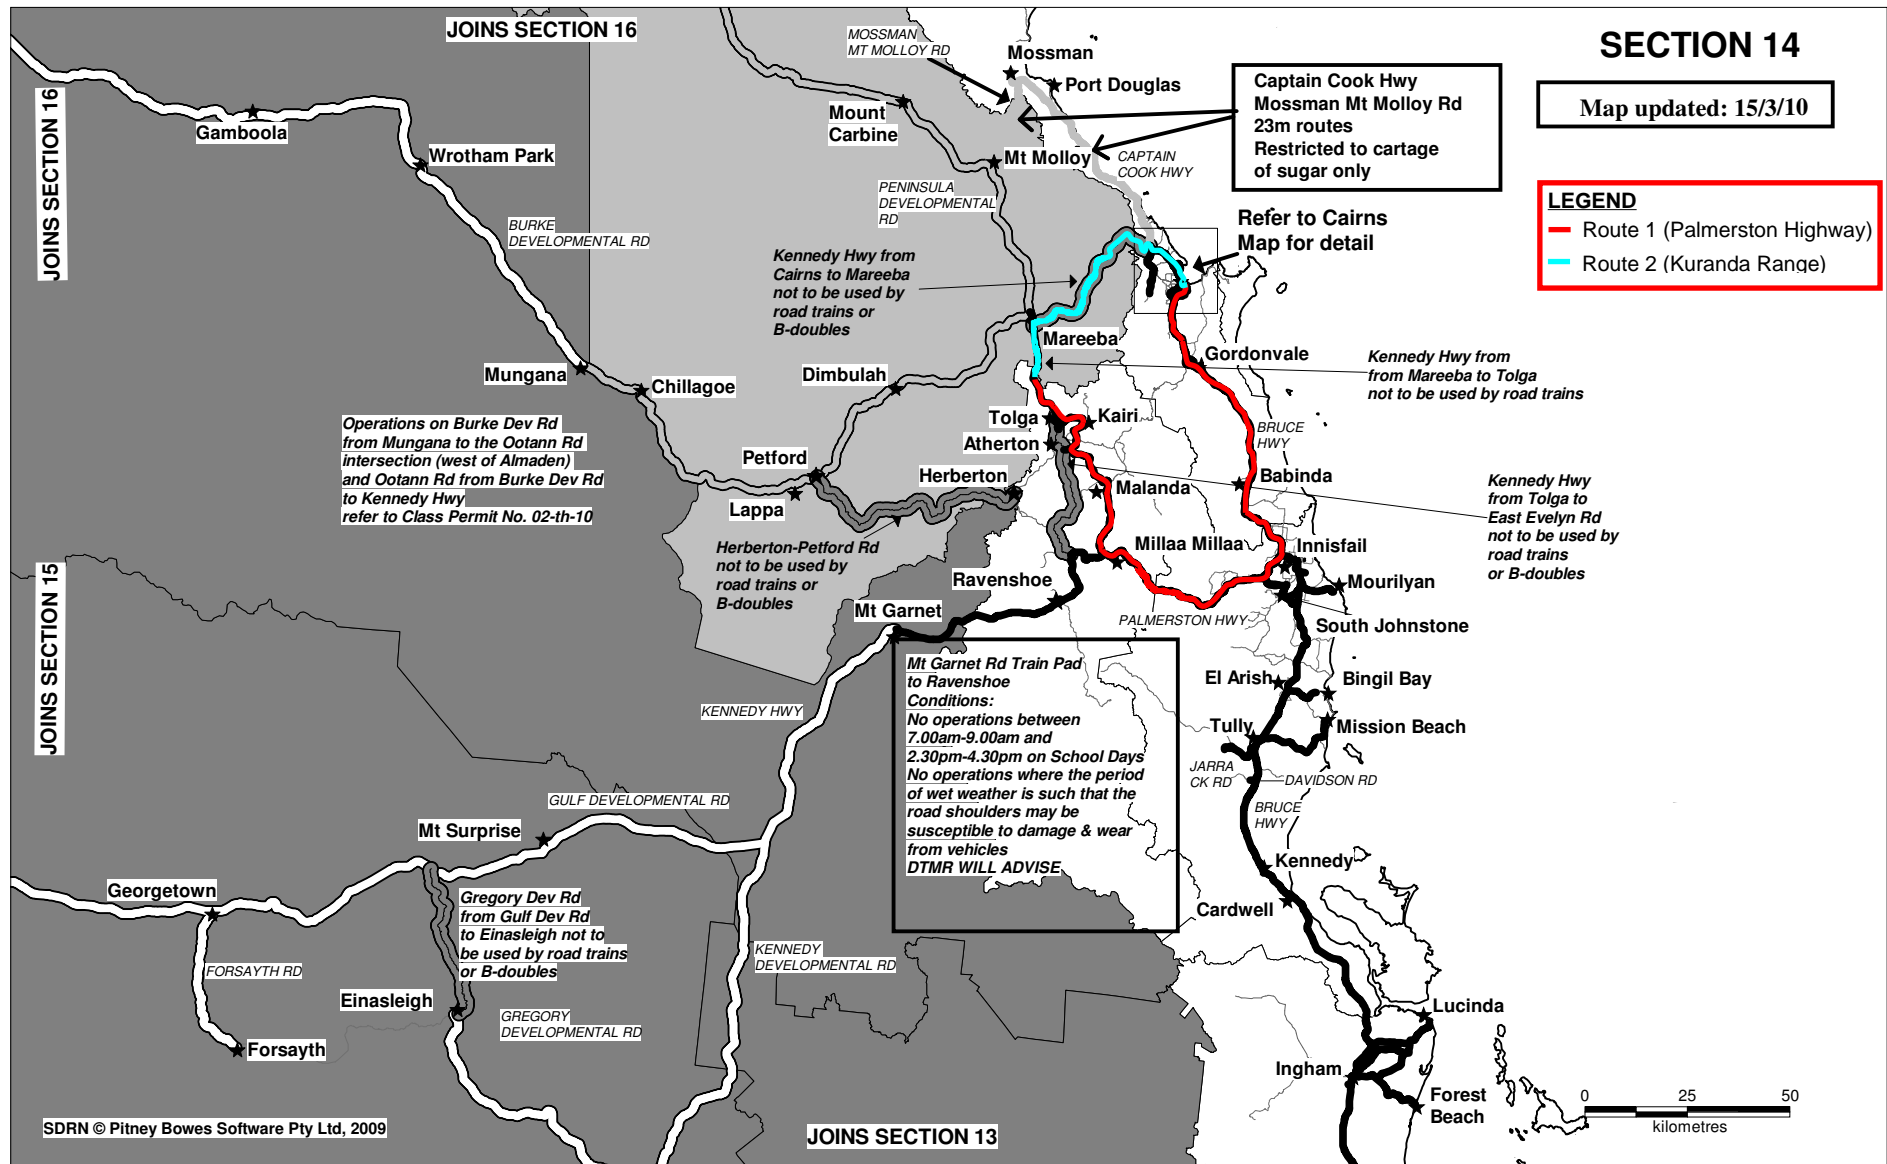 JOINS SECTION 16
MOSSMAN
MT MOLLOY RD
Mossman
Port Douglas
SECTION 14
Map updated: 15/3/10
Captain Cook Hwy
Mossman Mt Molloy Rd
23m routes
Restricted to cartage
of sugar only
JOINS SECTION 16
Gamboola
Wrotham Park
Mount
Carbine
Mt Molloy
CAPTAIN
COOK HWY
PENINSULA
DEVELOPMENTAL
RD
BURKE
DEVELOPMENTAL RD
LEGEND
Route 1 (Palmerston Highway)
Route 2 (Kuranda Range)
Refer to Cairns
Map for detail
Kennedy Hwy from
Cairns to Mareeba
not to be used by
road trains or
B-doubles
Mareeba
Gordonvale
Kennedy Hwy from
from Mareeba to Tolga
not to be used by road trains
Mungana
Chillagoe
Dimbulah
Tolga
Kairi
Atherton
BRUCE
HWY
Operations on Burke Dev Rd
from Mungana to the Ootann Rd
intersection (west of Almaden)
and Ootann Rd from Burke Dev Rd
to Kennedy Hwy
refer to Class Permit No. 02-th-10
Petford
Herberton
Lappa
Malanda
Babinda
Kennedy Hwy
from Tolga to
East Evelyn Rd
not to be used by
road trains
or B-doubles
Herberton-Petford Rd
not to be used by
road trains or
B-doubles
Millaa Millaa
Innisfail
Ravenshoe
Mourilyan
JOINS SECTION 15
Mt Garnet
PALMERSTON HWY
South Johnstone
Mt Garnet Rd Train Pad
to Ravenshoe
Conditions:
No operations between
7.00am-9.00am and
2.30pm-4.30pm on School Days
No operations where the period
of wet weather is such that the
road shoulders may be
susceptible to damage & wear
from vehicles
DTMR WILL ADVISE
El Arish
Bingil Bay
KENNEDY HWY
Tully
Mission Beach
JARRA
CK RD
DAVIDSON RD
GULF DEVELOPMENTAL RD
BRUCE
HWY
Mt Surprise
Kennedy
Georgetown
Gregory Dev Rd
from Gulf Dev Rd
to Einasleigh not to
be used by road trains
or B-doubles
Cardwell
KENNEDY
DEVELOPMENTAL RD
FORSAYTH RD
Einasleigh
GREGORY
DEVELOPMENTAL RD
Lucinda
Forsayth
Ingham
Forest
Beach
0 25 50
kilometres
SDRN © Pitney Bowes Software Pty Ltd, 2009
JOINS SECTION 13